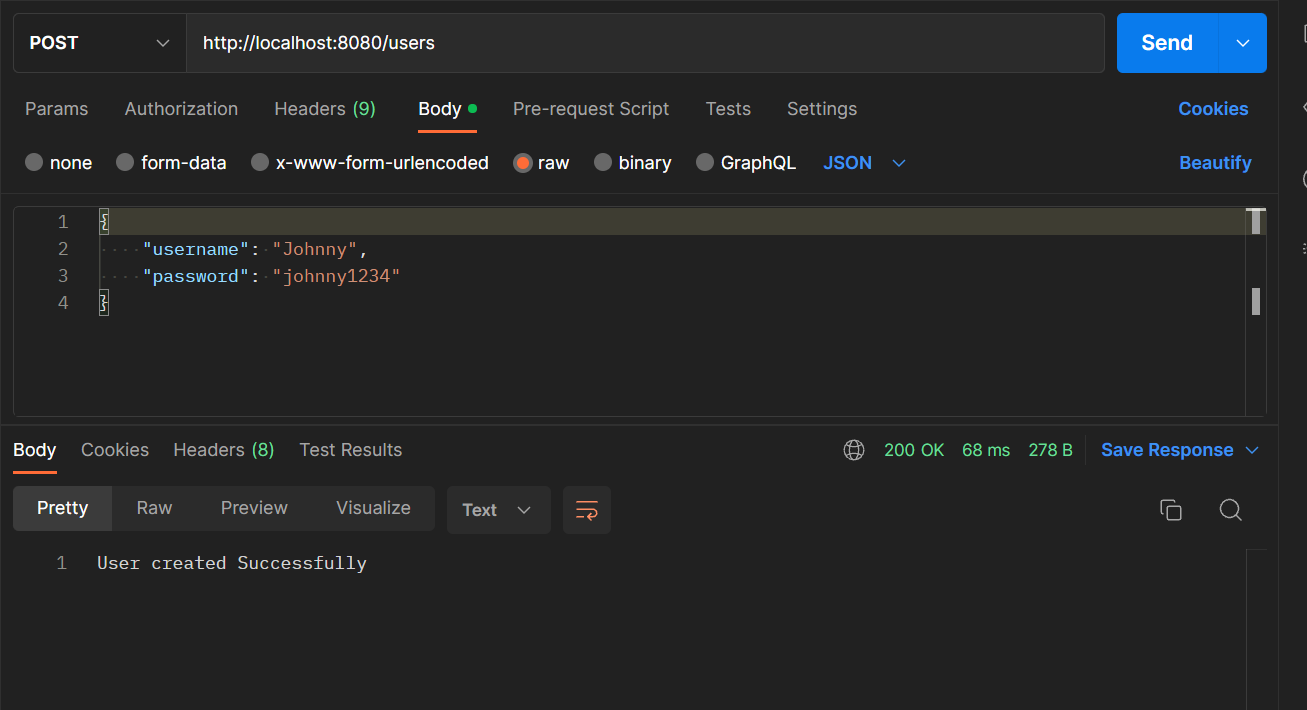 POST http://localhost:8080/users Send
Params Authorization Headers (9) Body Pre-request Script Tests Settings Cookies
none form-data x-www-form-urlencoded raw binary GraphQL JSON Beautify
1 {
2 "username": "Johnny",
3 "password": "johnny1234"
4 }
Body Cookies Headers (8) Test Results 200 OK 68 ms 278 B Save Response
Pretty Raw Preview Visualize Text
1 User created Successfully